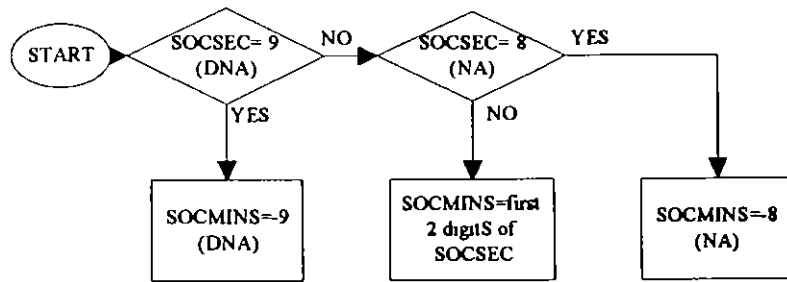 START
SOCSEC= 9
(DNA)
NO
SOCSEC= 8
(NA)
YES
YES
NO
SOCMINS=-9
(DNA)
SOCMINS=first
2 digitS of
SOCSEC
SOCMINS=-8
(NA)